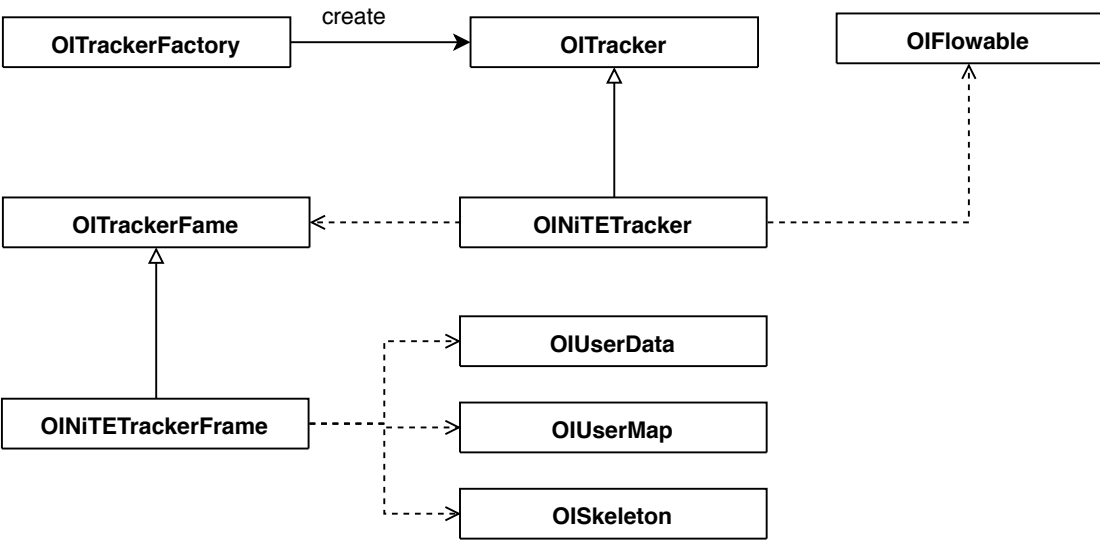 create
OITrackerFactory
OITracker
OIFlowable
OITrackerFame
OINiTETracker
OIUserData
OINiTETrackerFrame
OIUserMap
OISkeleton